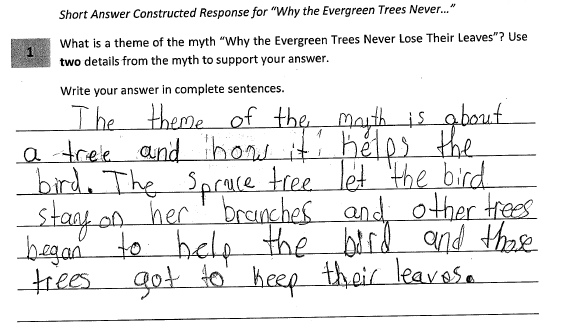 Short Answer Constructed Response for "Why the Evergreen Trees Never..."
1 What is a theme of the myth "Why the Evergreen Trees Never Lose Their Leaves"? Use
two details from the myth to support your answer.
Write your answer in complete sentences.
The theme of the myth is about
a tree and how it helps the
bird. The Spruce tree let the bird
stay on her branches and other trees
began to help the bird and those
trees got to keep their leaves.